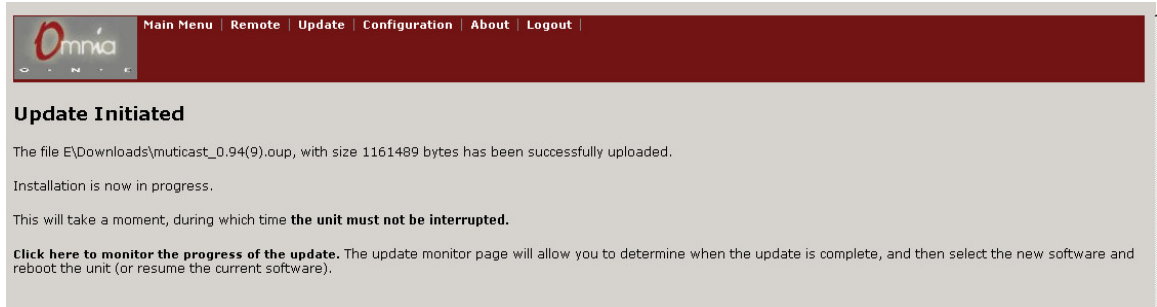 Omnia
O · N · E
Main Menu | Remote | Update | Configuration | About | Logout |
Update Initiated
The file E\Downloads\muticast_0.94(9).oup, with size 1161489 bytes has been successfully uploaded.
Installation is now in progress.
This will take a moment, during which time the unit must not be interrupted.
Click here to monitor the progress of the update. The update monitor page will allow you to determine when the update is complete, and then select the new software and
reboot the unit (or resume the current software).